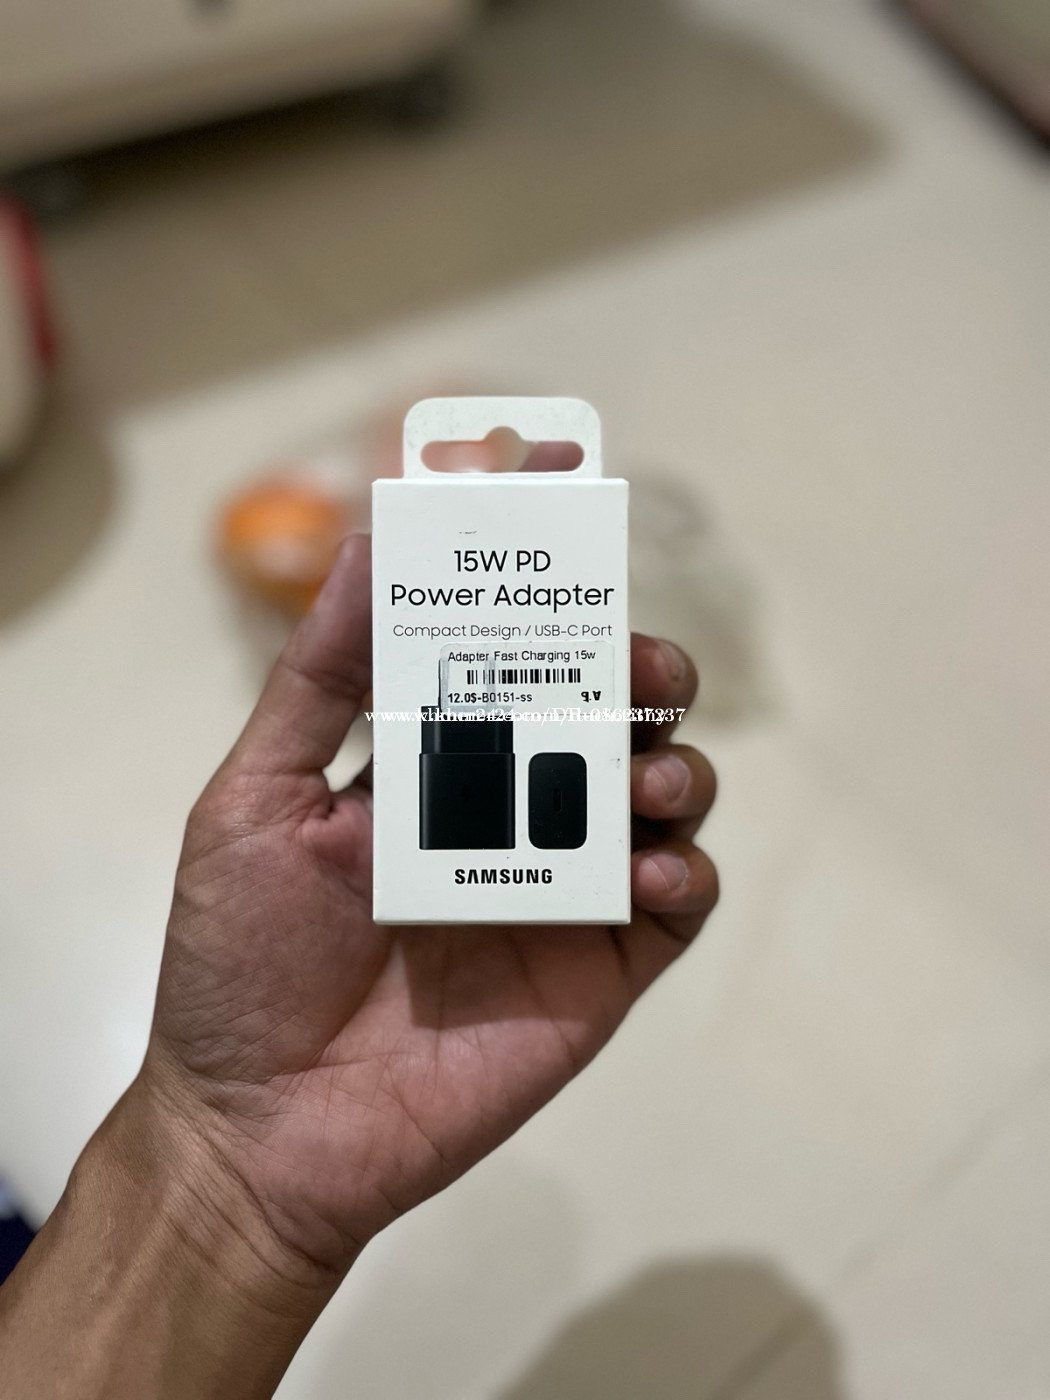 15W PD
Power Adapter
Compact Design / USB-C Port
Adapter Fast Charging 15w
12.0$-B0151-ss
SAMSUNG